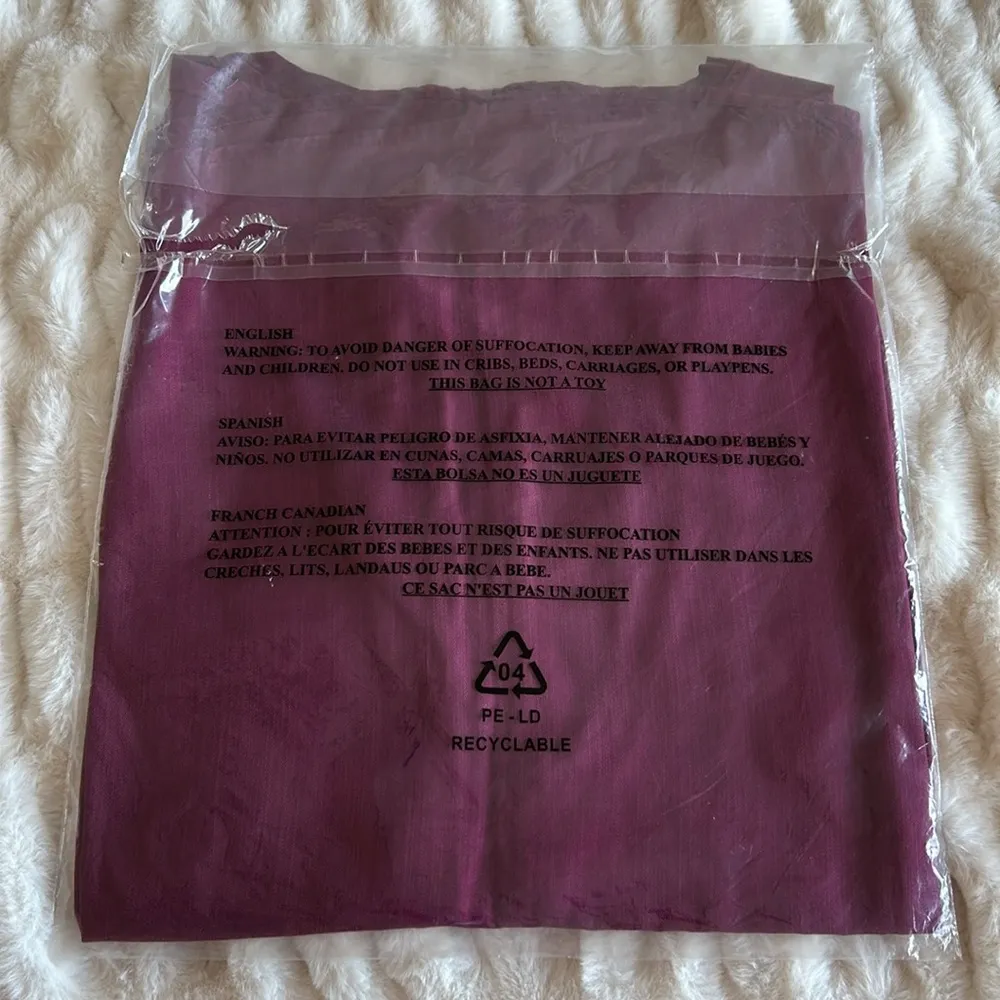 ENGLISH
WARNING: TO AVOID DANGER OF SUFFOCATION, KEEP AWAY FROM BABIES
AND CHILDREN. DO NOT USE IN CRIBS, BEDS, CARRIAGES, OR PLAYPENS.
THIS BAG IS NOT A TOY
SPANISH
AVISO: PARA EVITAR PELIGRO DE ASFIXIA, MANTENER ALEJADO DE BEBÉS Y
NIÑOS. NO UTILIZAR EN CUNAS, CAMAS, CARRUAJES O PARQUES DE JUEGO.
ESTA BOLSA NO ES UN JUGUETE
FRANCH CANADIAN
ATTENTION : POUR ÉVITER TOUT RISQUE DE SUFFOCATION
GARDEZ A L'ECART DES BEBES ET DES ENFANTS. NE PAS UTILISER DANS LES
CRECHES, LITS, LANDAUS OU PARC A BEBE.
CE SAC N'EST PAS UN JOUET
04
PE-LD
RECYCLABLE